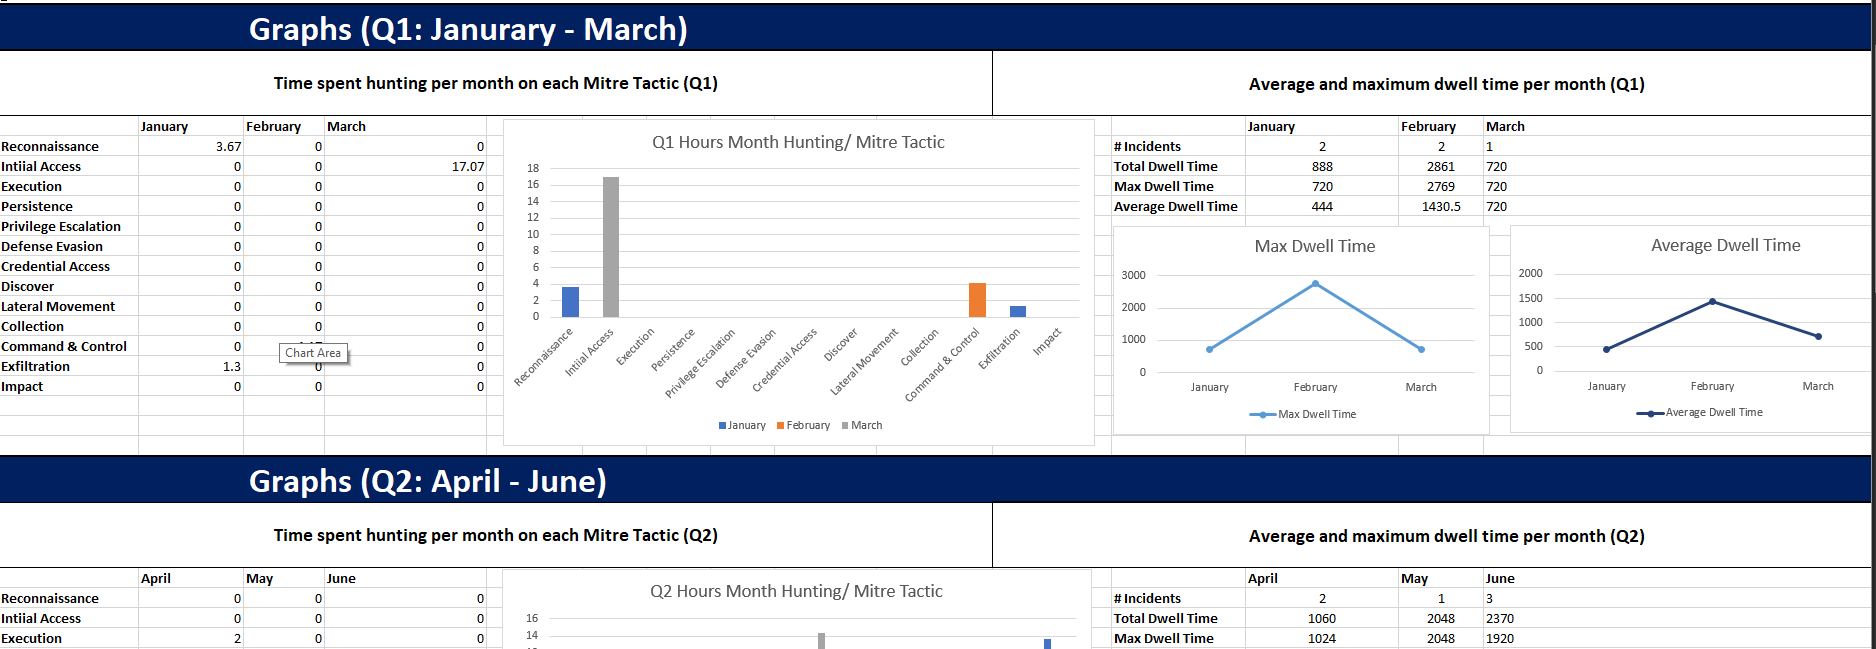 Graphs (Q1: Janurary - March)
Time spent hunting per month on each Mitre Tactic (Q1)
Average and maximum dwell time per month (Q1)
January February March
Reconnaissance 3.67 0 0
Intiial Access 0 0 17.07
Execution 0 0 0
Persistence 0 0 0
Privilege Escalation 0 0 0
Defense Evasion 0 0 0
Credential Access 0 0 0
Discover 0 0 0
Lateral Movement 0 0 0
Collection 0 0 0
Command & Control 0 0
Exfiltration 1.3 0 0
Impact 0 0 0
Chart Area
Q1 Hours Month Hunting/ Mitre Tactic
18
16
14
12
10
8
6
4
2
0
Reconnaissance
Intiial Access
Execution
Persistence
Privilege Escalation
Defense Evasion
Credential Access
Discover
Lateral Movement
Collection
Command & Control
Exfiltration
Impact
January February March
January February March
# Incidents 2 2 1
Total Dwell Time 888 2861 720
Max Dwell Time 720 2769 720
Average Dwell Time 444 1430.5 720
Max Dwell Time
3000
2000
1000
0
January February March
Max Dwell Time
Average Dwell Time
2000
1500
1000
500
0
January February March
Average Dwell Time
Graphs (Q2: April - June)
Time spent hunting per month on each Mitre Tactic (Q2)
Average and maximum dwell time per month (Q2)
April May June
Reconnaissance 0 0 0
Intiial Access 0 0 0
Execution 2 0 0
Q2 Hours Month Hunting/ Mitre Tactic
16
14
April May June
# Incidents 2 1 3
Total Dwell Time 1060 2048 2370
Max Dwell Time 1024 2048 1920